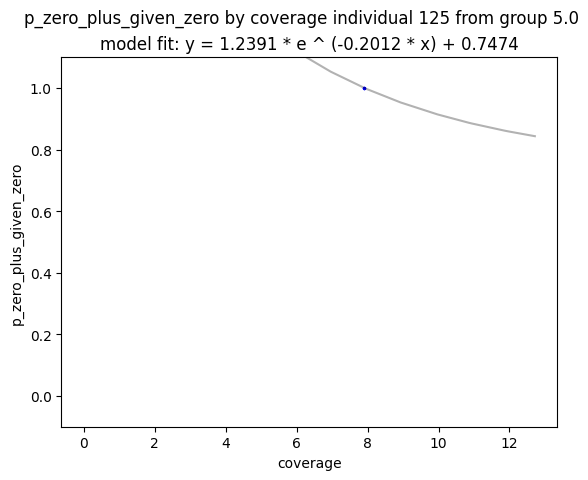 p_zero_plus_given_zero by coverage individual 125 from group 5.0
model fit: y = 1.2391 * e ^ (-0.2012 * x) + 0.7474
1.0
0.8
0.6
0.4
0.2
0.0
p_zero_plus_given_zero
0 2 4 6 8 10 12
coverage